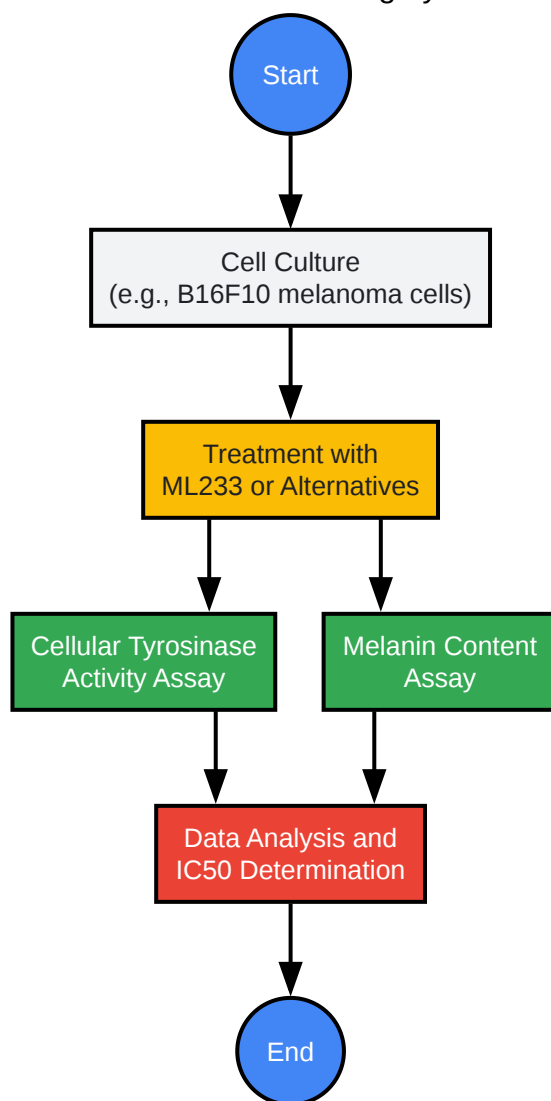 Start
Cell Culture
(e.g., B16F10 melanoma cells)
Treatment with
ML233 or Alternatives
Cellular Tyrosinase
Activity Assay
Melanin Content
Assay
Data Analysis and
IC50 Determination
End